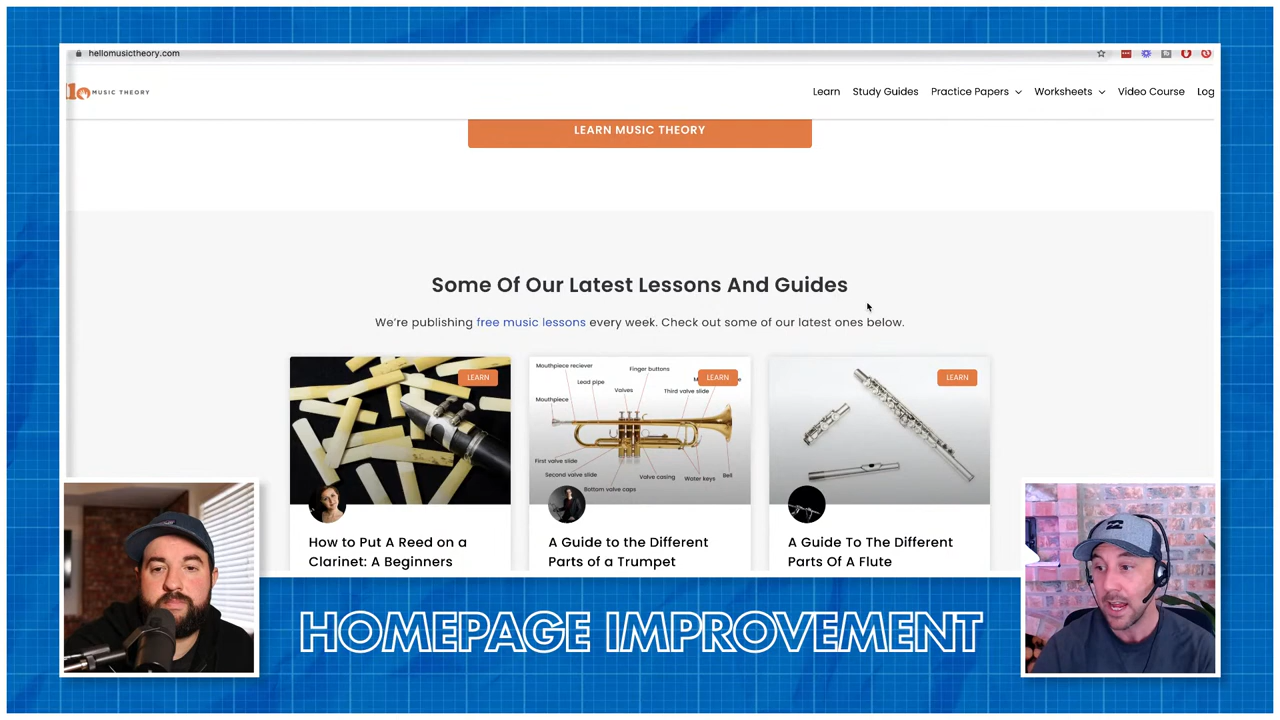 hellomusictheory.com
llo MUSIC THEORY
Learn Study Guides Practice Papers Worksheets Video Course Log
LEARN MUSIC THEORY
Some Of Our Latest Lessons And Guides
We're publishing free music lessons every week. Check out some of our latest ones below.
LEARN
Mouthpiece reciever
Finger buttons
LEARN
Lead pipe
Valves
Third valve slide
Mouthpiece
First valve slide
Second valve slide
Valve casing
Water keys
Bell
Bottom valve caps
LEARN
How to Put A Reed on a
Clarinet: A Beginners
A Guide to the Different
Parts of a Trumpet
A Guide To The Different
Parts Of A Flute
HOMEPAGE IMPROVEMENT